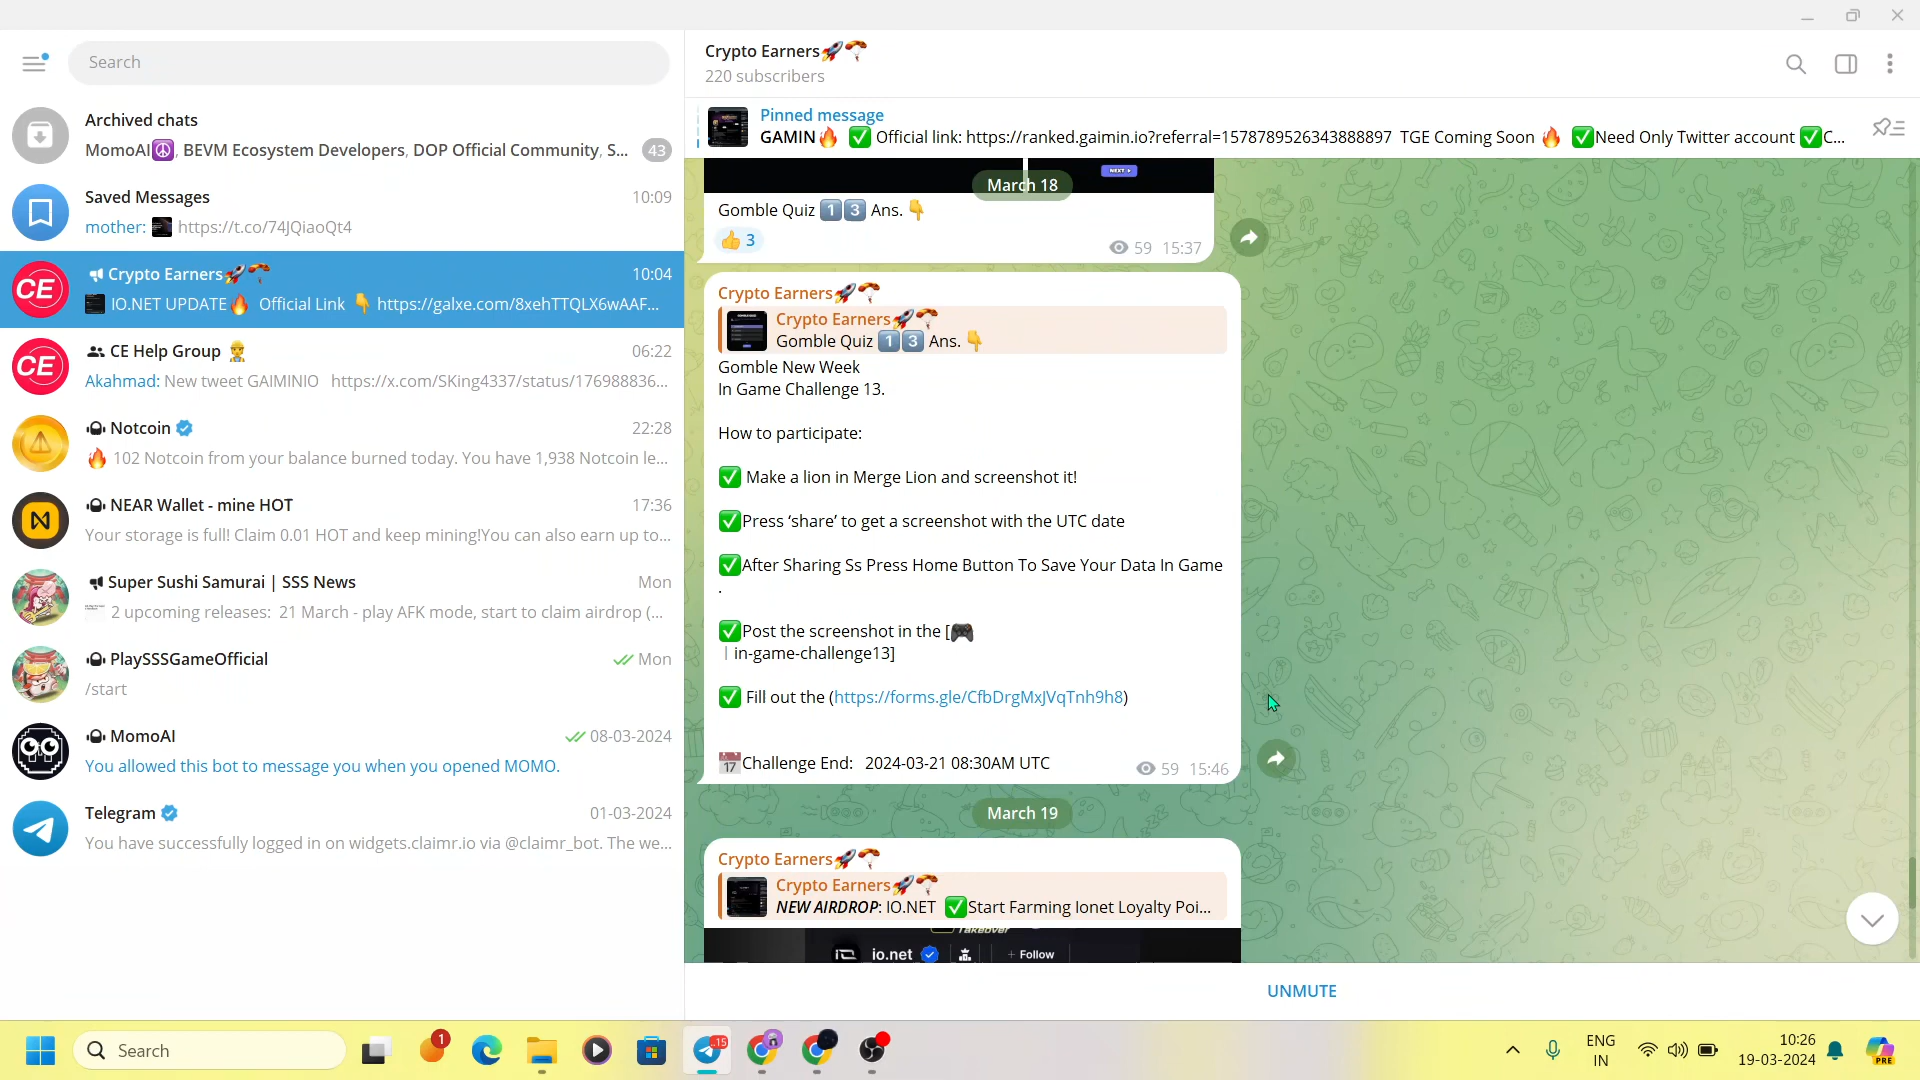 Search
Archived chats
MomoAI☮️, BEVM Ecosystem Developers, DOP Official Community, S...
43
Saved Messages
10:09
mother: https://t.co/74JQiaoQt4
Crypto Earners🚀🪂
10:04
IO.NET UPDATE🔥 Official Link 👇 https://galxe.com/8xehTTQLX6wAAF...
CE Help Group 👷
06:22
Akahmad: New tweet GAIMINIO https://x.com/SKing4337/status/176988836...
Notcoin
22:28
🔥 102 Notcoin from your balance burned today. You have 1,938 Notcoin le...
NEAR Wallet - mine HOT
17:36
Your storage is full! Claim 0.01 HOT and keep mining!You can also earn up to...
Super Sushi Samurai | SSS News
Mon
2 upcoming releases: 21 March - play AFK mode, start to claim airdrop (...
PlaySSSGameOfficial
Mon
/start
MomoAI
08-03-2024
You allowed this bot to message you when you opened MOMO.
Telegram
01-03-2024
You have successfully logged in on widgets.claimr.io via @claimr_bot. The we...
Crypto Earners🚀🪂
220 subscribers
Pinned message
GAMIN🔥 ✅ Official link: https://ranked.gaimin.io?referral=1578789526343888897 TGE Coming Soon 🔥 ✅Need Only Twitter account ✅C...
NEXT
March 18
Gomble Quiz 1️⃣3️⃣ Ans. 👇
👍 3
59 15:37
Crypto Earners🚀🪂
Crypto Earners🚀🪂
Gomble Quiz 1️⃣3️⃣ Ans. 👇
Gomble New Week
In Game Challenge 13.
How to participate:
✅ Make a lion in Merge Lion and screenshot it!
✅Press ‘share’ to get a screenshot with the UTC date
✅After Sharing Ss Press Home Button To Save Your Data In Game
.
✅Post the screenshot in the [🎮
｜in-game-challenge13]
✅ Fill out the (https://forms.gle/CfbDrgMxJVqTnh9h8)
📅Challenge End: 2024-03-21 08:30AM UTC
59 15:46
March 19
Crypto Earners🚀🪂
Crypto Earners🚀🪂
NEW AIRDROP: IO.NET ✅Start Farming Ionet Loyalty Poi...
Takeover
io.net
+ Follow
UNMUTE
Search
1
15
ENG
IN
10:26
19-03-2024
PRE